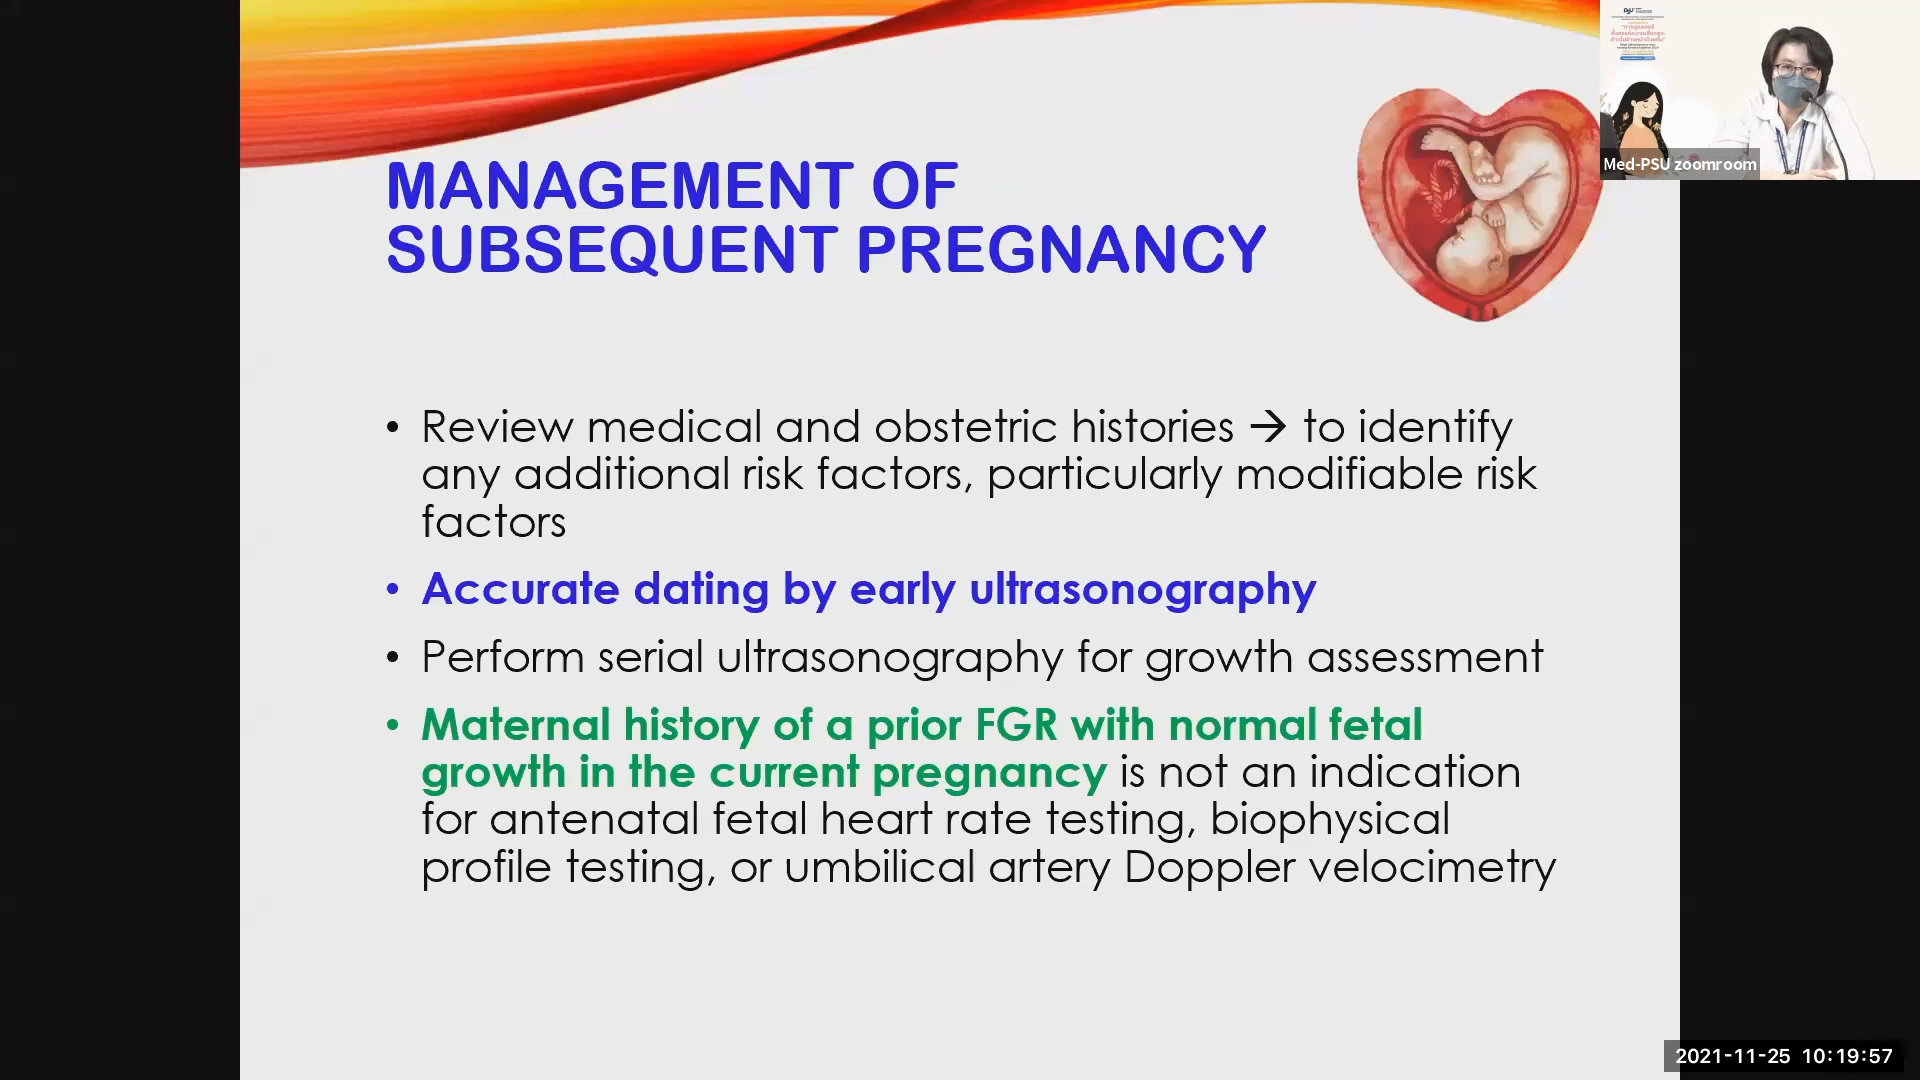 MANAGEMENT OF
SUBSEQUENT PREGNANCY
PSU
Med-PSU zoomroom
• Review medical and obstetric histories → to identify
any additional risk factors, particularly modifiable risk
factors
• Accurate dating by early ultrasonography
• Perform serial ultrasonography for growth assessment
• Maternal history of a prior FGR with normal fetal
growth in the current pregnancy is not an indication
for antenatal fetal heart rate testing, biophysical
profile testing, or umbilical artery Doppler velocimetry
2021-11-25 10:19:57